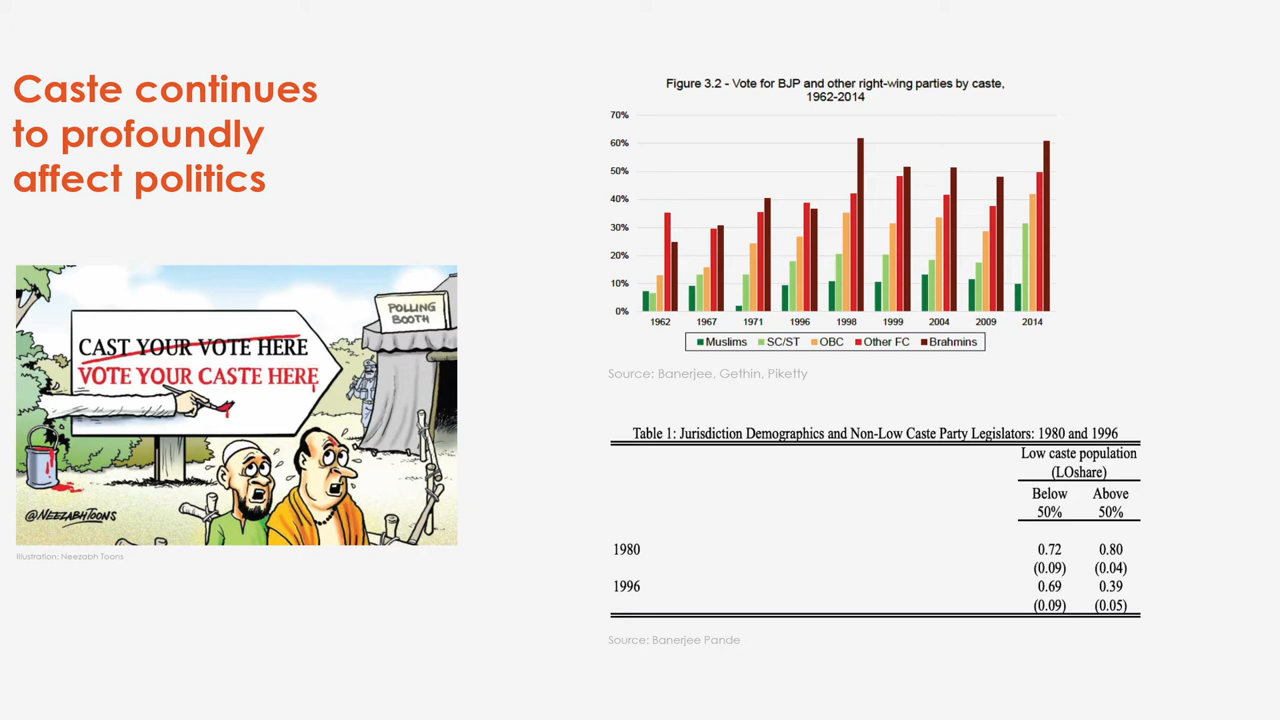 Caste continues
to profoundly
affect politics
CAST YOUR VOTE HERE
VOTE YOUR CASTE HERE
POLLING
BOOTH
@NEEZABHTOONS
Illustration: Neezabh Toons
Figure 3.2 - Vote for BJP and other right-wing parties by caste,
1962-2014
70%
60%
50%
40%
30%
20%
10%
0%
1962 1967 1971 1996 1998 1999 2004 2009 2014
Muslims SC/ST OBC Other FC Brahmins
Source: Banerjee, Gethin, Piketty
Table 1: Jurisdiction Demographics and Non-Low Caste Party Legislators: 1980 and 1996
Low caste population
(LOshare)
Below Above
50% 50%
1980 0.72 0.80
(0.09) (0.04)
1996 0.69 0.39
(0.09) (0.05)
Source: Banerjee Pande